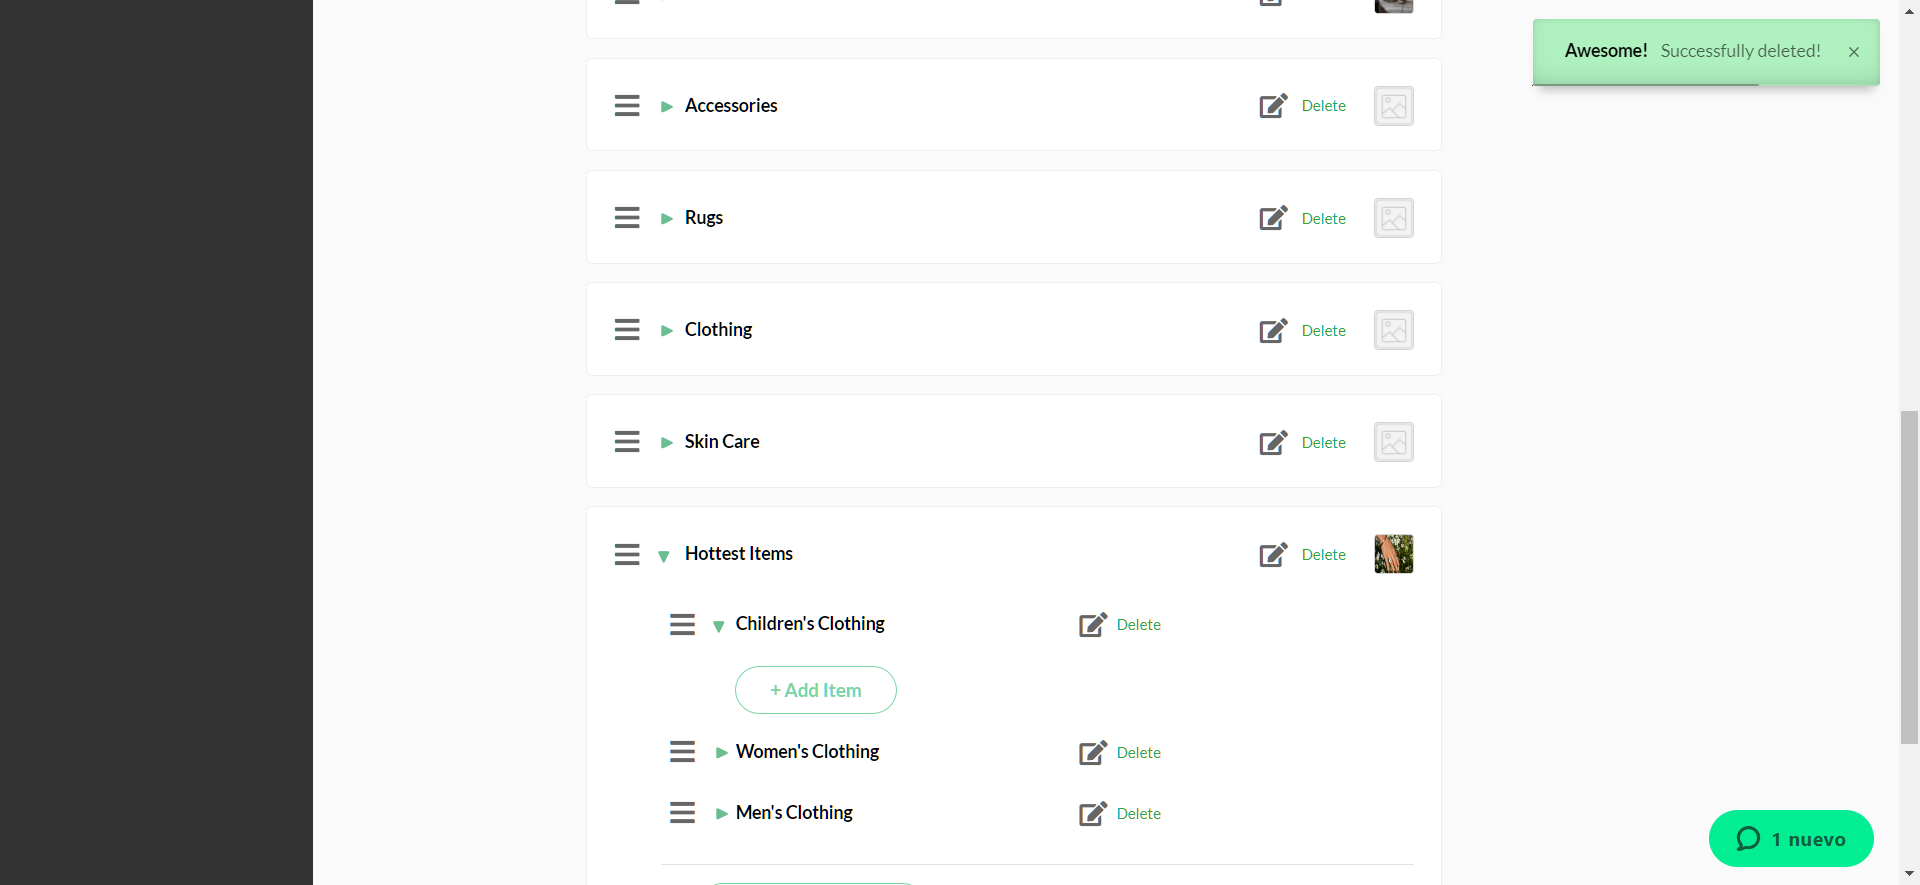 Awesome! Successfully deleted! ×
Accessories Delete
Rugs Delete
Clothing Delete
Skin Care Delete
Hottest Items Delete
Children's Clothing Delete
+ Add Item
Women's Clothing Delete
Men's Clothing Delete
1 nuevo